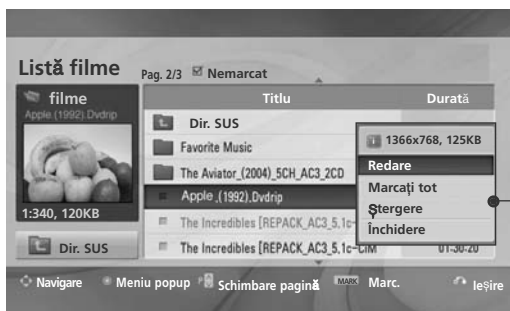 Listă filme
Pag. 2/3 Nemarcat
filme
Apple.(1992).Dvdrip
1:340, 120KB
Dir. SUS
Titlu Durată
Dir. SUS
Favorite Music
The Aviator_(2004)_5CH_AC3_2CD
Apple .(1992).Dvdrip
The Incredibles [REPACK_AC3_5,1c-
The Incredibles [REPACK_AC3_5,1c-CiM 01-30-20
1366x768, 125KB
Redare
Marcaţi tot
Ștergere
Închidere
Navigare Meniu popup P Schimbare pagină MARK Marc. Ieșire